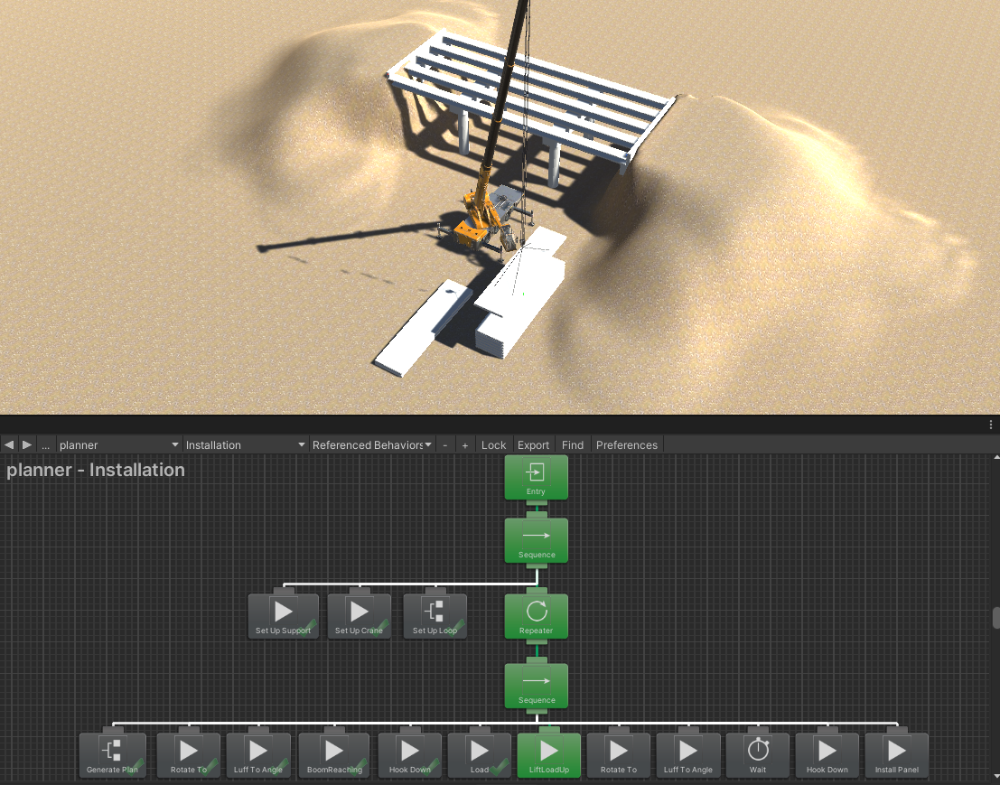 ... planner Installation Referenced Behaviors - + Lock Export Find Preferences
planner - Installation
Entry
Sequence
Set Up Support Set Up Crane Set Up Loop Repeater
Sequence
Generate Plan Rotate To Luff To Angle BoomReaching Hook Down Load LiftLoadUp Rotate To Luff To Angle Wait Hook Down Install Panel